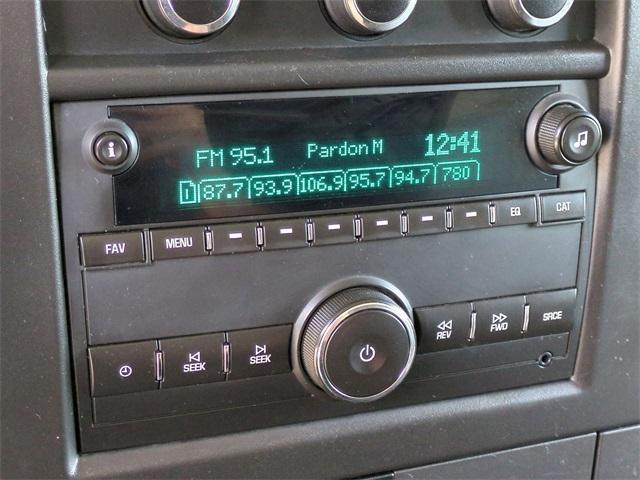 FM 95.1 Pardon M 12:41
1 87.7 93.9 106.9 95.7 94.7 780
i
FAV MENU EQ CAT
SEEK SEEK REV FWD SRCE